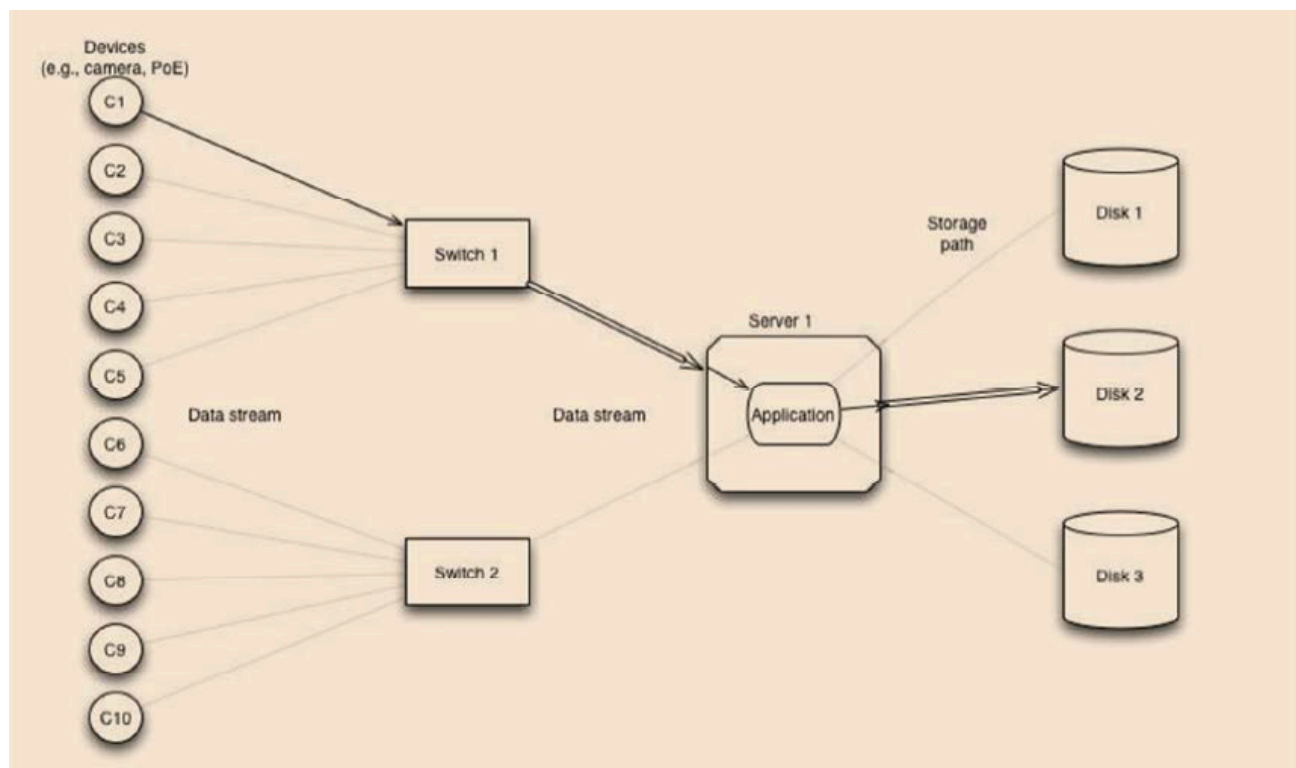 Devices
(e.g., camera, PoE)
C1
C2
C3
C4
C5
C6
C7
C8
C9
C10
Data stream
Switch 1
Switch 2
Data stream
Server 1
Application
Storage
path
Disk 1
Disk 2
Disk 3